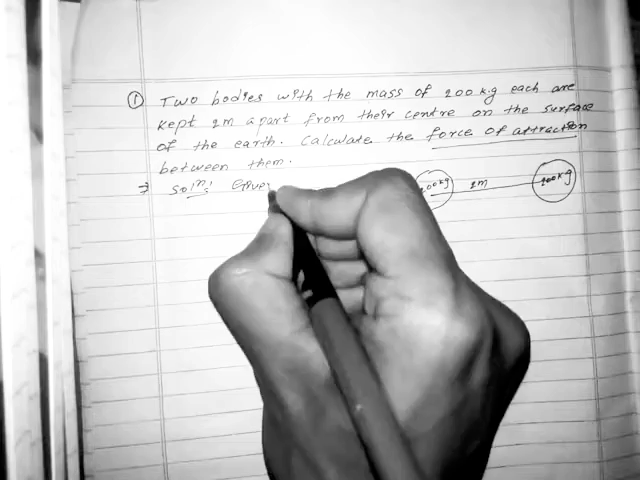 ① Two bodies with the mass of 200 kg each are
kept 2m apart from their centre on the surface
of the earth. Calculate the force of attraction
between them.
⇒ Solⁿ: Given 200kg 2m 200kg